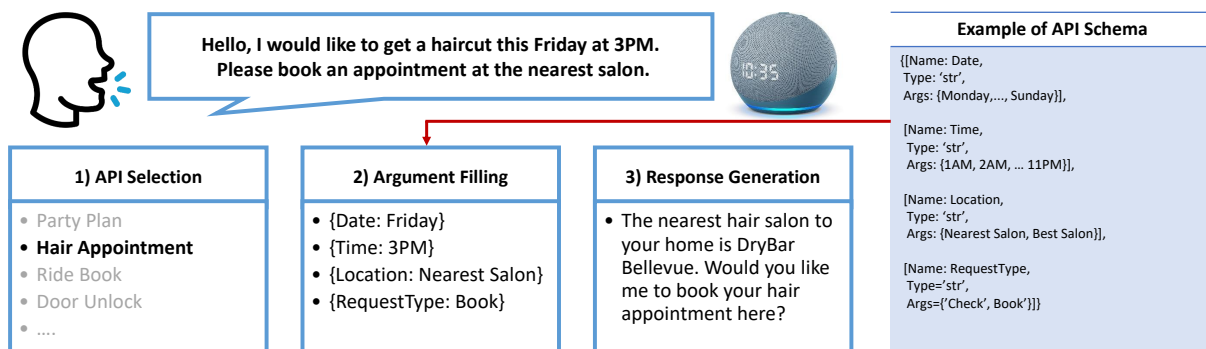 Hello, I would like to get a haircut this Friday at 3PM.
Please book an appointment at the nearest salon.
10:35
1) API Selection
• Party Plan
• Hair Appointment
• Ride Book
• Door Unlock
• ....
2) Argument Filling
• {Date: Friday}
• {Time: 3PM}
• {Location: Nearest Salon}
• {RequestType: Book}
3) Response Generation
• The nearest hair salon to
your home is DryBar
Bellevue. Would you like
me to book your hair
appointment here?
Example of API Schema
{[Name: Date,
Type: ‘str’,
Args: {Monday,..., Sunday}],
[Name: Time,
Type: ‘str’,
Args: {1AM, 2AM, … 11PM}],
[Name: Location,
Type: ‘str’,
Args: {Nearest Salon, Best Salon}],
[Name: RequestType,
Type=’str’,
Args={’Check’, Book’}]}